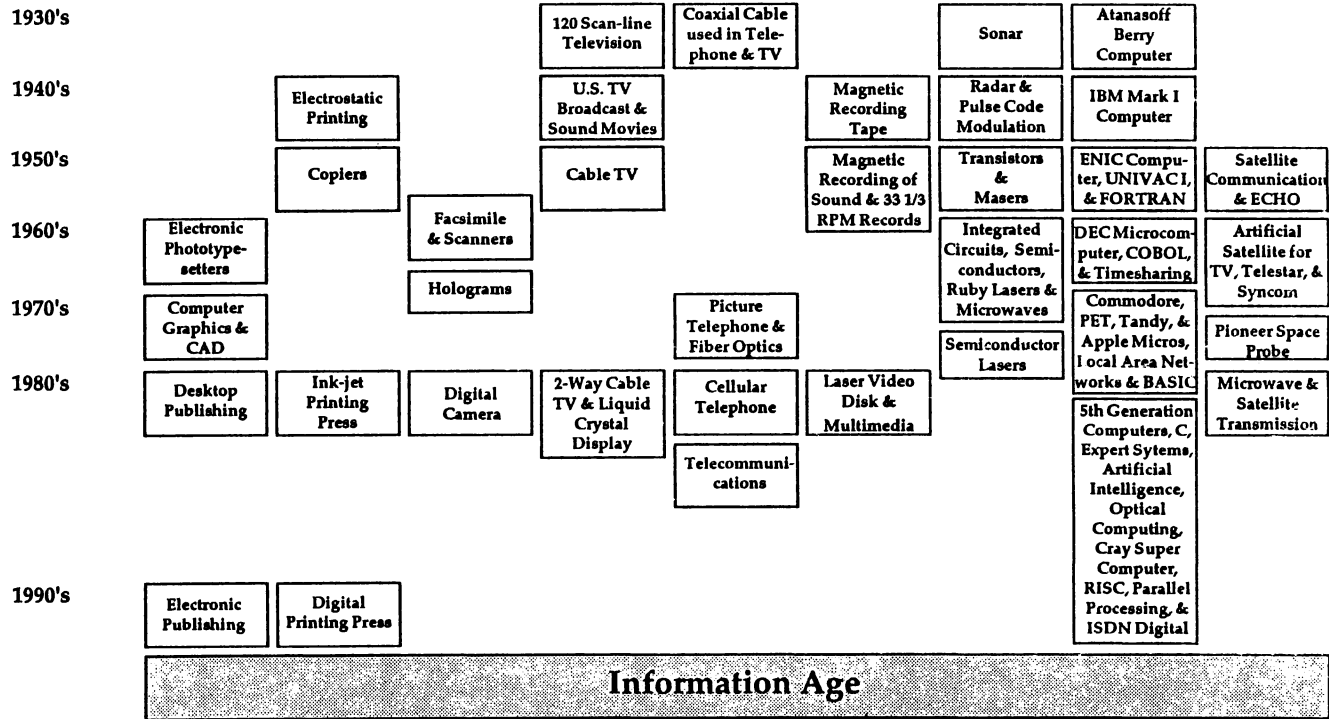 1930's
120 Scan-line
Television
Coaxial Cable
used in Tele-
phone & TV
Sonar
Atanasoff
Berry
Computer
1940's
Electrostatic
Printing
U.S. TV
Broadcast &
Sound Movies
Magnetic
Recording
Tape
Radar &
Pulse Code
Modulation
IBM Mark I
Computer
1950's
Copiers
Facsimile
& Scanners
Cable TV
Magnetic
Recording of
Sound & 33 1/3
RPM Records
Transistors
&
Masers
ENIC Compu-
ter, UNIVAC I,
& FORTRAN
Satellite
Communication
& ECHO
1960's
Electronic
Phototype-
setters
Holograms
Integrated
Circuits, Semi-
conductors,
Ruby Lasers &
Microwaves
DEC Microcom-
puter, COBOL,
& Timesharing
Artificial
Satellite for
TV, Telestar, &
Syncom
1970's
Computer
Graphics &
CAD
Picture
Telephone &
Fiber Optics
Semiconductor
Lasers
Commodore,
PET, Tandy, &
Apple Micros,
Local Area Net-
works & BASIC
Pioneer Space
Probe
1980's
Desktop
Publishing
Ink-jet
Printing
Press
Digital
Camera
2-Way Cable
TV & Liquid
Crystal
Display
Cellular
Telephone
Telecommuni-
cations
Laser Video
Disk &
Multimedia
5th Generation
Computers, C,
Expert Sytems,
Artificial
Intelligence,
Optical
Computing,
Cray Super
Computer,
RISC, Parallel
Processing, &
ISDN Digital
Microwave &
Satellite
Transmission
1990's
Electronic
Publishing
Digital
Printing Press
Information Age